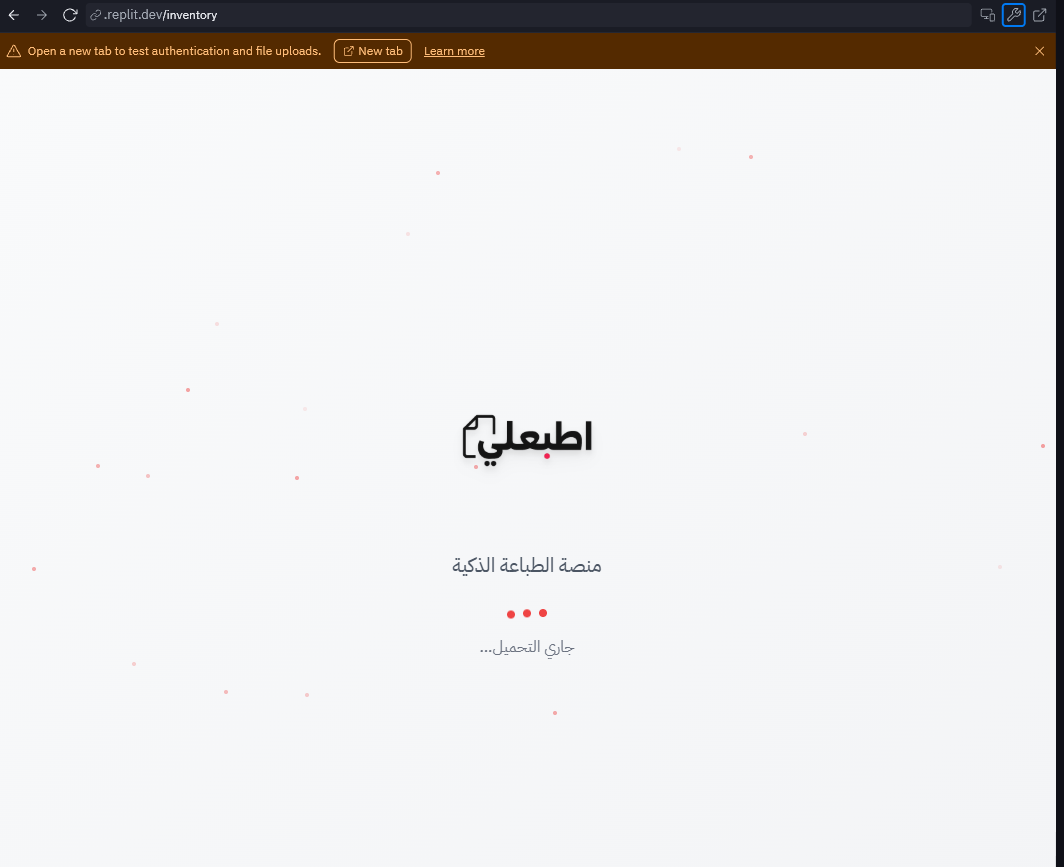 .replit.dev/inventory
Open a new tab to test authentication and file uploads. New tab Learn more
اطبعلي
منصة الطباعة الذكية
جاري التحميل...